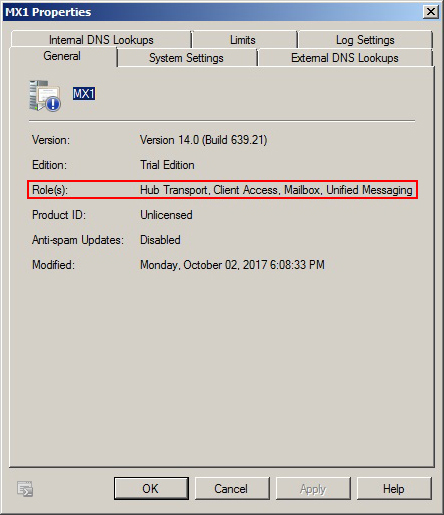 MX1 Properties
Internal DNS Lookups Limits Log Settings
General System Settings External DNS Lookups
MX1
Version: Version 14.0 (Build 639.21)
Edition: Trial Edition
Role(s): Hub Transport, Client Access, Mailbox, Unified Messaging
Product ID: Unlicensed
Anti-spam Updates: Disabled
Modified: Monday, October 02, 2017 6:08:33 PM
OK Cancel Apply Help